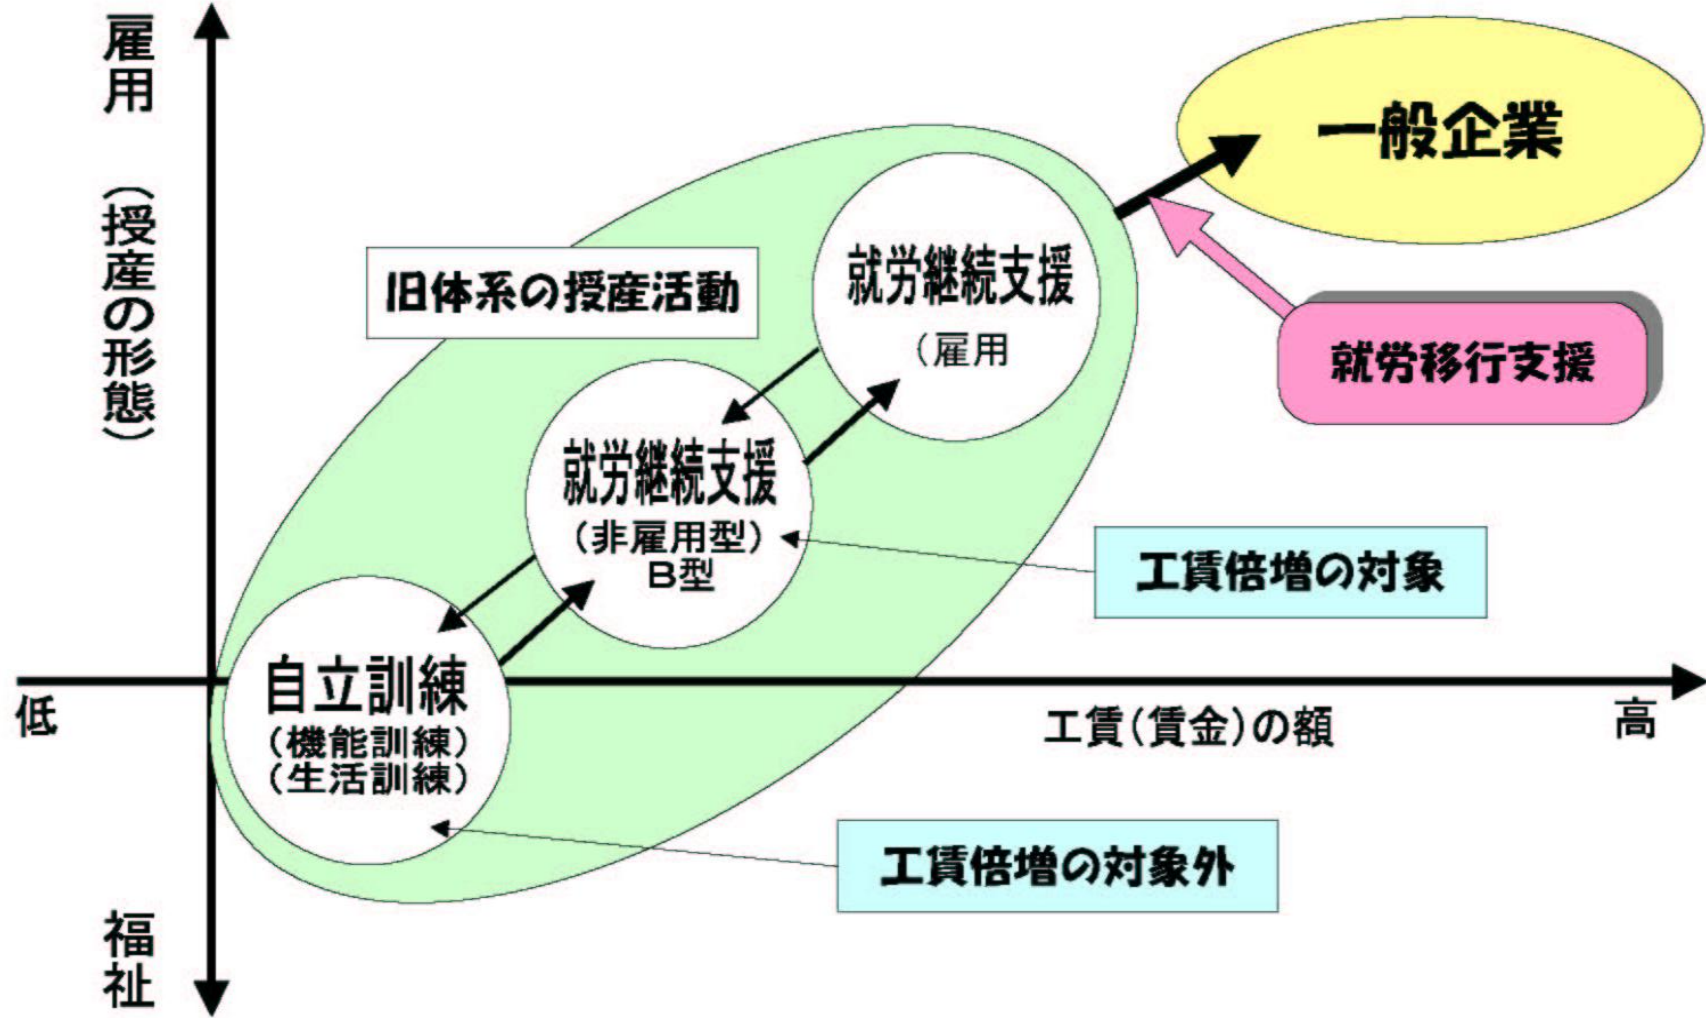 雇用
(授産の形態)
福祉
一般企業
就労継続支援
(雇用
旧体系の授産活動
就労移行支援
就労継続支援
(非雇用型)
B型
工賃倍増の対象
自立訓練
(機能訓練)
(生活訓練)
低
工賃(賃金)の額
高
工賃倍増の対象外